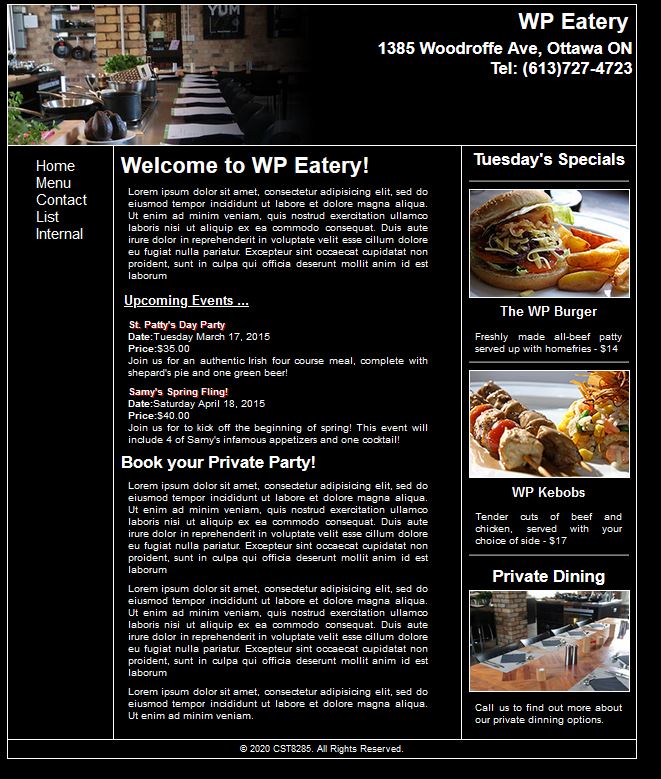 YUM
WP Eatery
1385 Woodroffe Ave, Ottawa ON
Tel: (613)727-4723
Home
Menu
Contact
List
Internal
Welcome to WP Eatery!
Lorem ipsum dolor sit amet, consectetur adipisicing elit, sed do
eiusmod tempor incididunt ut labore et dolore magna aliqua.
Ut enim ad minim veniam, quis nostrud exercitation ullamco
laboris nisi ut aliquip ex ea commodo consequat. Duis aute
irure dolor in reprehenderit in voluptate velit esse cillum dolore
eu fugiat nulla pariatur. Excepteur sint occaecat cupidatat non
proident, sunt in culpa qui officia deserunt mollit anim id est
laborum
Upcoming Events ...
St. Patty's Day Party
Date:Tuesday March 17, 2015
Price:$35.00
Join us for an authentic Irish four course meal, complete with
shepard's pie and one green beer!
Samy's Spring Fling!
Date:Saturday April 18, 2015
Price:$40.00
Join us for to kick off the beginning of spring! This event will
include 4 of Samy's infamous appetizers and one cocktail!
Book your Private Party!
Lorem ipsum dolor sit amet, consectetur adipisicing elit, sed do
eiusmod tempor incididunt ut labore et dolore magna aliqua.
Ut enim ad minim veniam, quis nostrud exercitation ullamco
laboris nisi ut aliquip ex ea commodo consequat. Duis aute
irure dolor in reprehenderit in voluptate velit esse cillum dolore
eu fugiat nulla pariatur. Excepteur sint occaecat cupidatat non
proident, sunt in culpa qui officia deserunt mollit anim id est
laborum
Lorem ipsum dolor sit amet, consectetur adipisicing elit, sed do
eiusmod tempor incididunt ut labore et dolore magna aliqua.
Ut enim ad minim veniam, quis nostrud exercitation ullamco
laboris nisi ut aliquip ex ea commodo consequat. Duis aute
irure dolor in reprehenderit in voluptate velit esse cillum dolore
eu fugiat nulla pariatur. Excepteur sint occaecat cupidatat non
proident, sunt in culpa qui officia deserunt mollit anim id est
laborum
Lorem ipsum dolor sit amet, consectetur adipisicing elit, sed do
Ut enim ad minim veniam.
Tuesday's Specials
The WP Burger
Freshly made all-beef patty
served up with homefries - $14
WP Kebobs
Tender cuts of beef and
chicken, served with your
choice of side - $17
Private Dining
Call us to find out more about
our private dinning options.
© 2020 CST8285. All Rights Reserved.